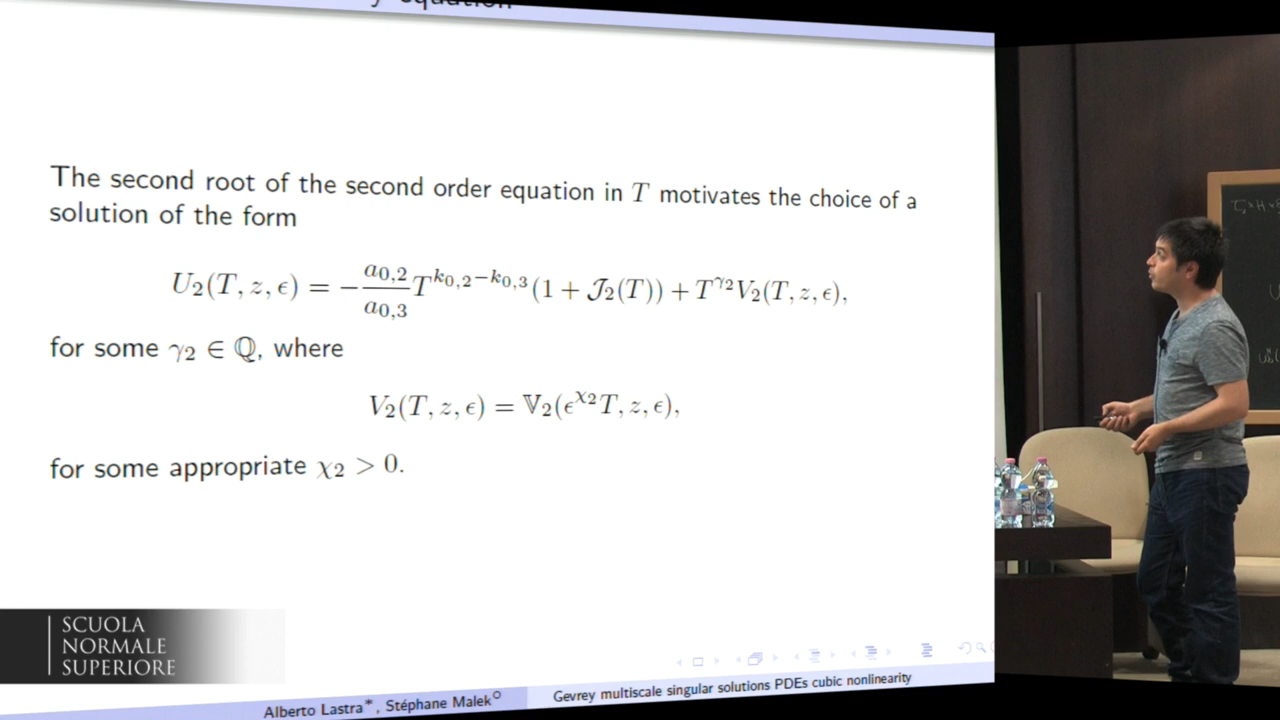 y equation
The second root of the second order equation in T motivates the choice of a
solution of the form
U₂(T, z, ϵ) = −a₀,₂/a₀,₃ T^{k₀,₂−k₀,₃}(1 + 𝒥₂(T)) + T^{γ₂}V₂(T, z, ϵ),
for some γ₂ ∈ ℚ, where
V₂(T, z, ϵ) = 𝕍₂(ϵ^{χ₂}T, z, ϵ),
for some appropriate χ₂ > 0.
SCUOLA
NORMALE
SUPERIORE
Alberto Lastra*, Stéphane Malek°
Gevrey multiscale singular solutions PDEs cubic nonlinearity